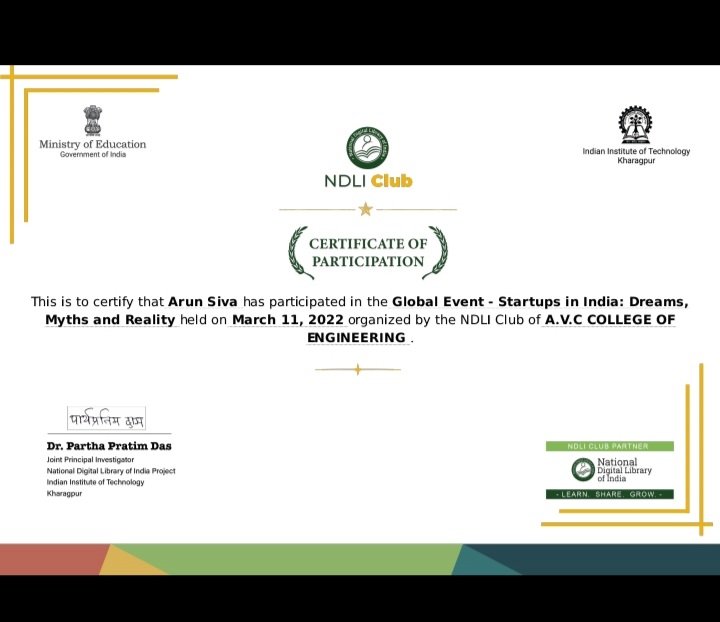 Ministry of Education
Government of India
National Digital Library of India
NDLI Club
Indian Institute of Technology
Kharagpur
CERTIFICATE OF
PARTICIPATION
This is to certify that Arun Siva has participated in the Global Event - Startups in India: Dreams,
Myths and Reality held on March 11, 2022 organized by the NDLI Club of A.V.C COLLEGE OF
ENGINEERING .
पार्थप्रतिम दास
Dr. Partha Pratim Das
Joint Principal Investigator
National Digital Library of India Project
Indian Institute of Technology
Kharagpur
NDLI CLUB PARTNER
National
Digital Library
of India
- LEARN. SHARE. GROW. -